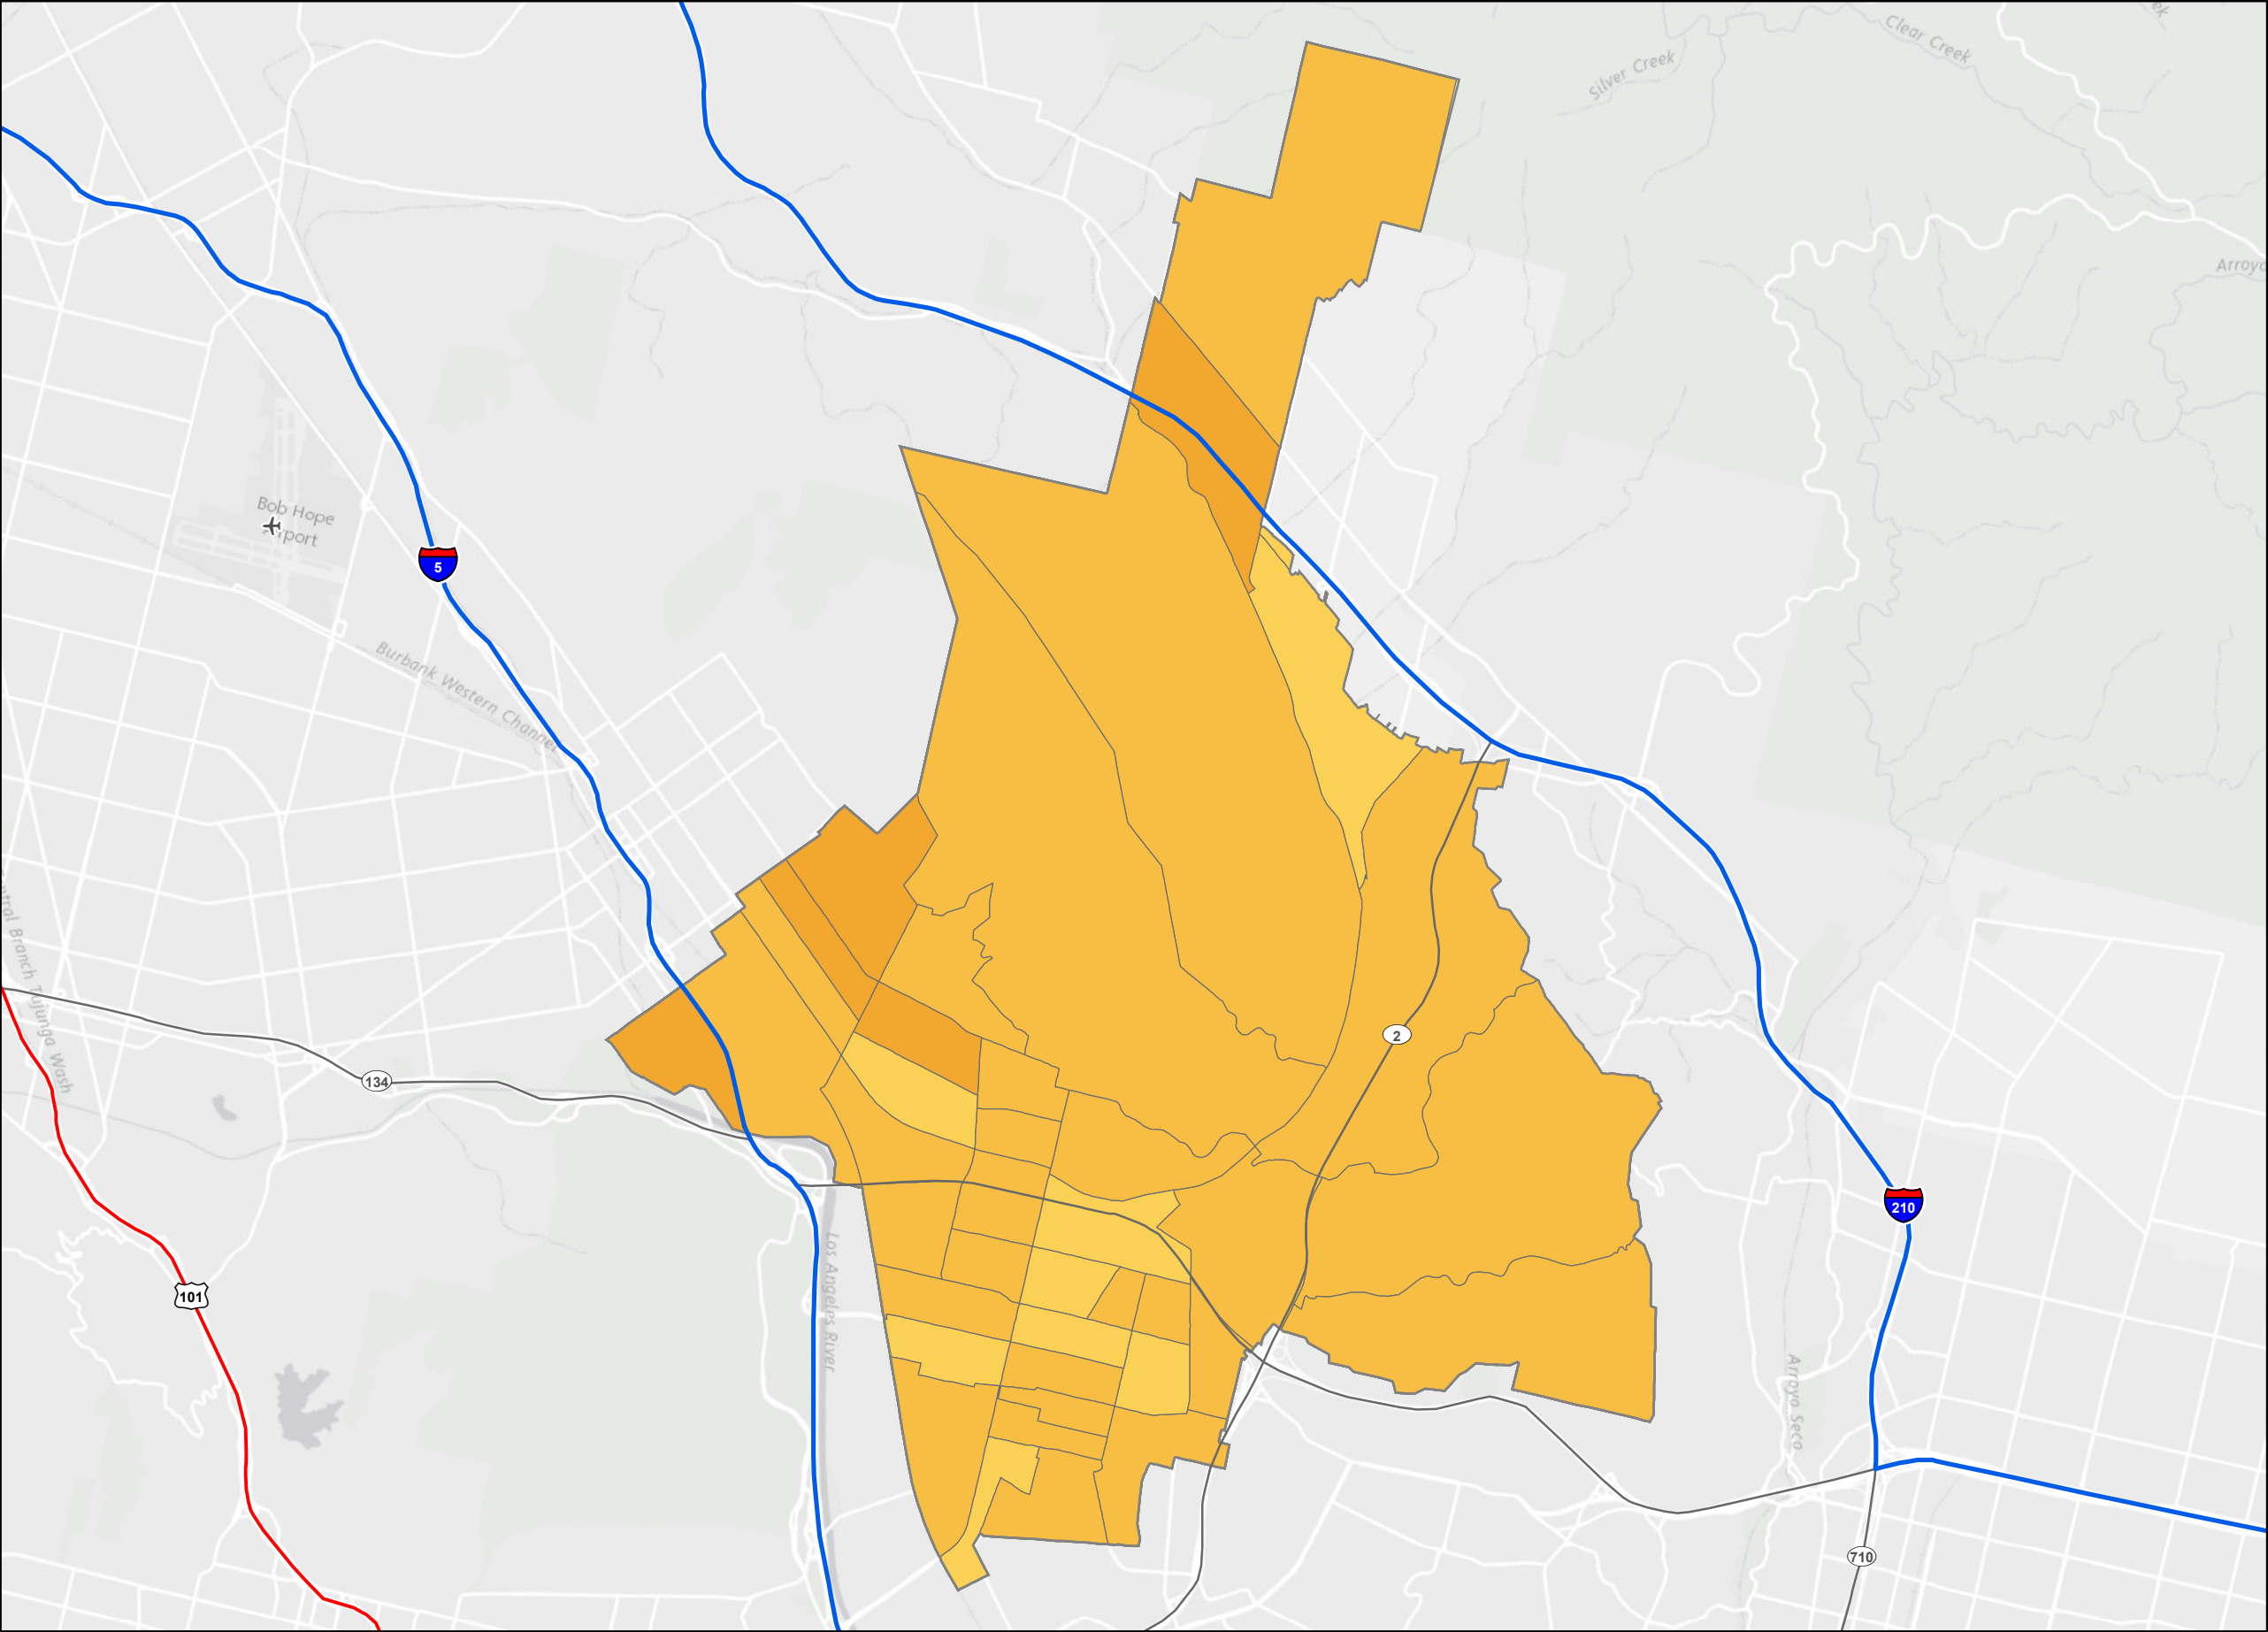 Clear Creek
Silver Creek
Arroyo
Bob Hope
Airport
5
Burbank Western Channel
Central Branch Tujunga Wash
2
134
210
101
Los Angeles River
Arroyo Seco
710